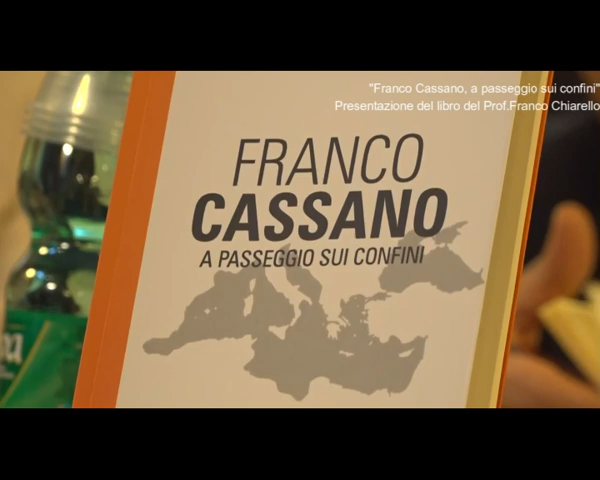 "Franco Cassano, a passeggio sui confini"
Presentazione del libro del Prof.Franco Chiarello
FRANCO
CASSANO
A PASSEGGIO SUI CONFINI